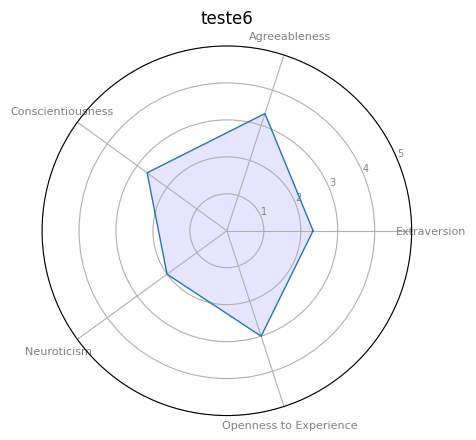 teste6
Agreeableness
Conscientiousness
5
4
3
2
1
Extraversion
Neuroticism
Openness to Experience